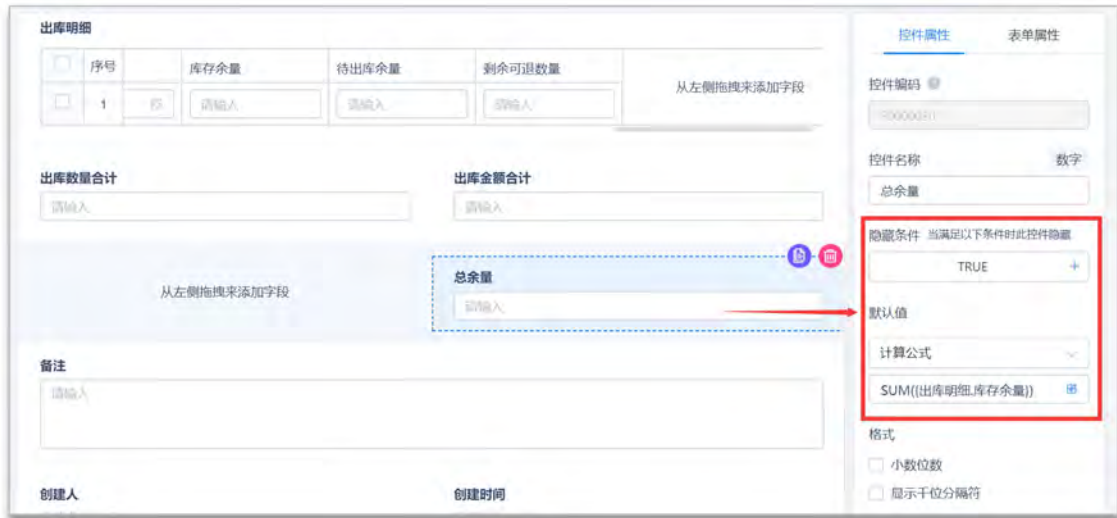 出库明细
序号 库存余量 待出库余量 剩余可退数量
从左侧拖拽来添加字段
1 请输入 请输入 请输入
出库数量合计 出库金额合计
请输入 请输入
从左侧拖拽来添加字段
总余量
请输入
备注
请输入
创建人 创建时间
控件属性 表单属性
控件编码
控件名称 数字
总余量
隐藏条件 当满足以下条件时此控件隐藏
TRUE +
默认值
计算公式
SUM({出库明细.库存余量})
格式
小数位数
显示千位分隔符